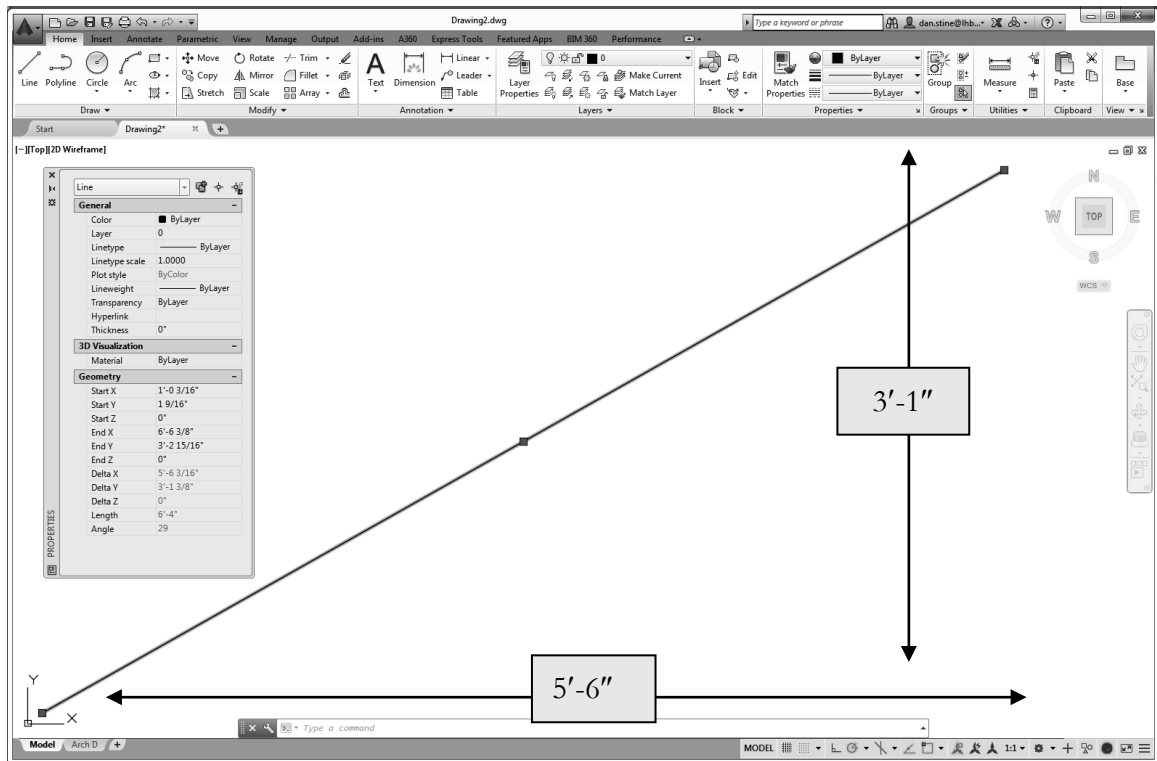 Drawing2.dwg
Type a keyword or phrase
dan.stine@lhb...
Home Insert Annotate Parametric View Manage Output Add-ins A360 Express Tools Featured Apps BIM 360 Performance
Line Polyline Circle Arc
Move Rotate Trim
Copy Mirror Fillet
Stretch Scale Array
Text Dimension
Linear
Leader
Table
Layer Properties
0
Make Current
Match Layer
Insert
Edit
Match Properties
ByLayer
ByLayer
ByLayer
Group
Measure
Paste
Base
Draw Modify Annotation Layers Block Properties Groups Utilities Clipboard View
Start Drawing2* +
[−][Top][2D Wireframe]
Line
General
Color ByLayer
Layer 0
Linetype ByLayer
Linetype scale 1.0000
Plot style ByColor
Lineweight ByLayer
Transparency ByLayer
Hyperlink
Thickness 0"
3D Visualization
Material ByLayer
Geometry
Start X 1'-0 3/16"
Start Y 1 9/16"
Start Z 0"
End X 6'-6 3/8"
End Y 3'-2 15/16"
End Z 0"
Delta X 5'-6 3/16"
Delta Y 3'-1 3/8"
Delta Z 0"
Length 6'-4"
Angle 29
PROPERTIES
N
W TOP E
S
WCS
3'-1"
5'-6"
Y
X
Type a command
Model Arch D +
MODEL
1:1